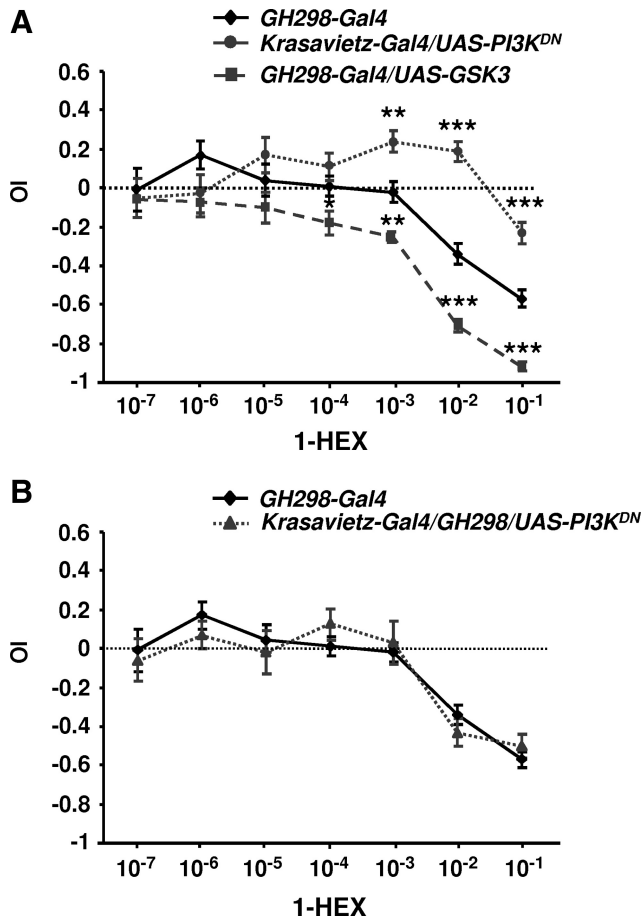 A
GH298-Gal4
Krasavietz-Gal4/UAS-PI3K^DN
GH298-Gal4/UAS-GSK3
0.6
0.4
0.2
0
-0.2
-0.4
-0.6
-0.8
-1
OI
** *** ***
* ** *** ***
10^-7 10^-6 10^-5 10^-4 10^-3 10^-2 10^-1
1-HEX
B
GH298-Gal4
Krasavietz-Gal4/GH298/UAS-PI3K^DN
0.6
0.4
0.2
0
-0.2
-0.4
-0.6
-0.8
-1
OI
10^-7 10^-6 10^-5 10^-4 10^-3 10^-2 10^-1
1-HEX